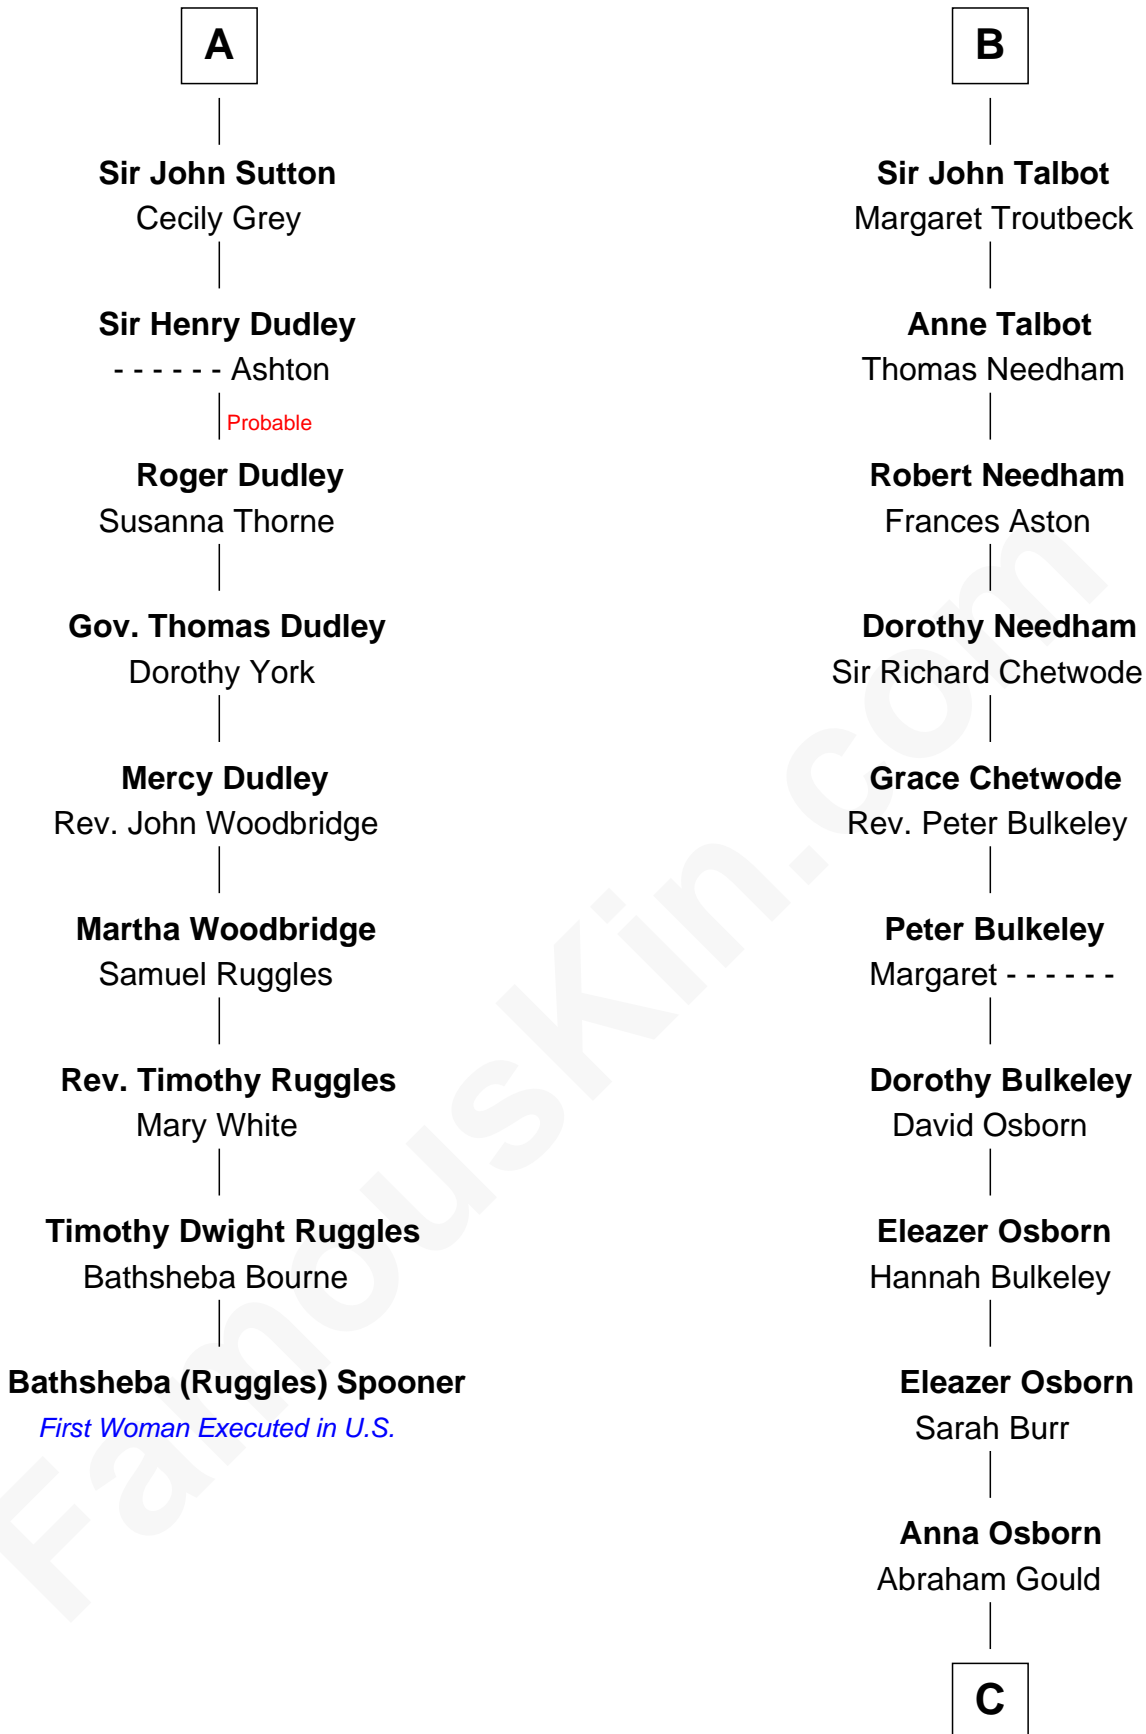 A
Sir John Sutton
Cecily Grey
Sir Henry Dudley
- - - - - - Ashton
Probable
Roger Dudley
Susanna Thorne
Gov. Thomas Dudley
Dorothy York
Mercy Dudley
Rev. John Woodbridge
Martha Woodbridge
Samuel Ruggles
Rev. Timothy Ruggles
Mary White
Timothy Dwight Ruggles
Bathsheba Bourne
Bathsheba (Ruggles) Spooner
First Woman Executed in U.S.
B
Sir John Talbot
Margaret Troutbeck
Anne Talbot
Thomas Needham
Robert Needham
Frances Aston
Dorothy Needham
Sir Richard Chetwode
Grace Chetwode
Rev. Peter Bulkeley
Peter Bulkeley
Margaret - - - - - -
Dorothy Bulkeley
David Osborn
Eleazer Osborn
Hannah Bulkeley
Eleazer Osborn
Sarah Burr
Anna Osborn
Abraham Gould
C
FamousKin.com